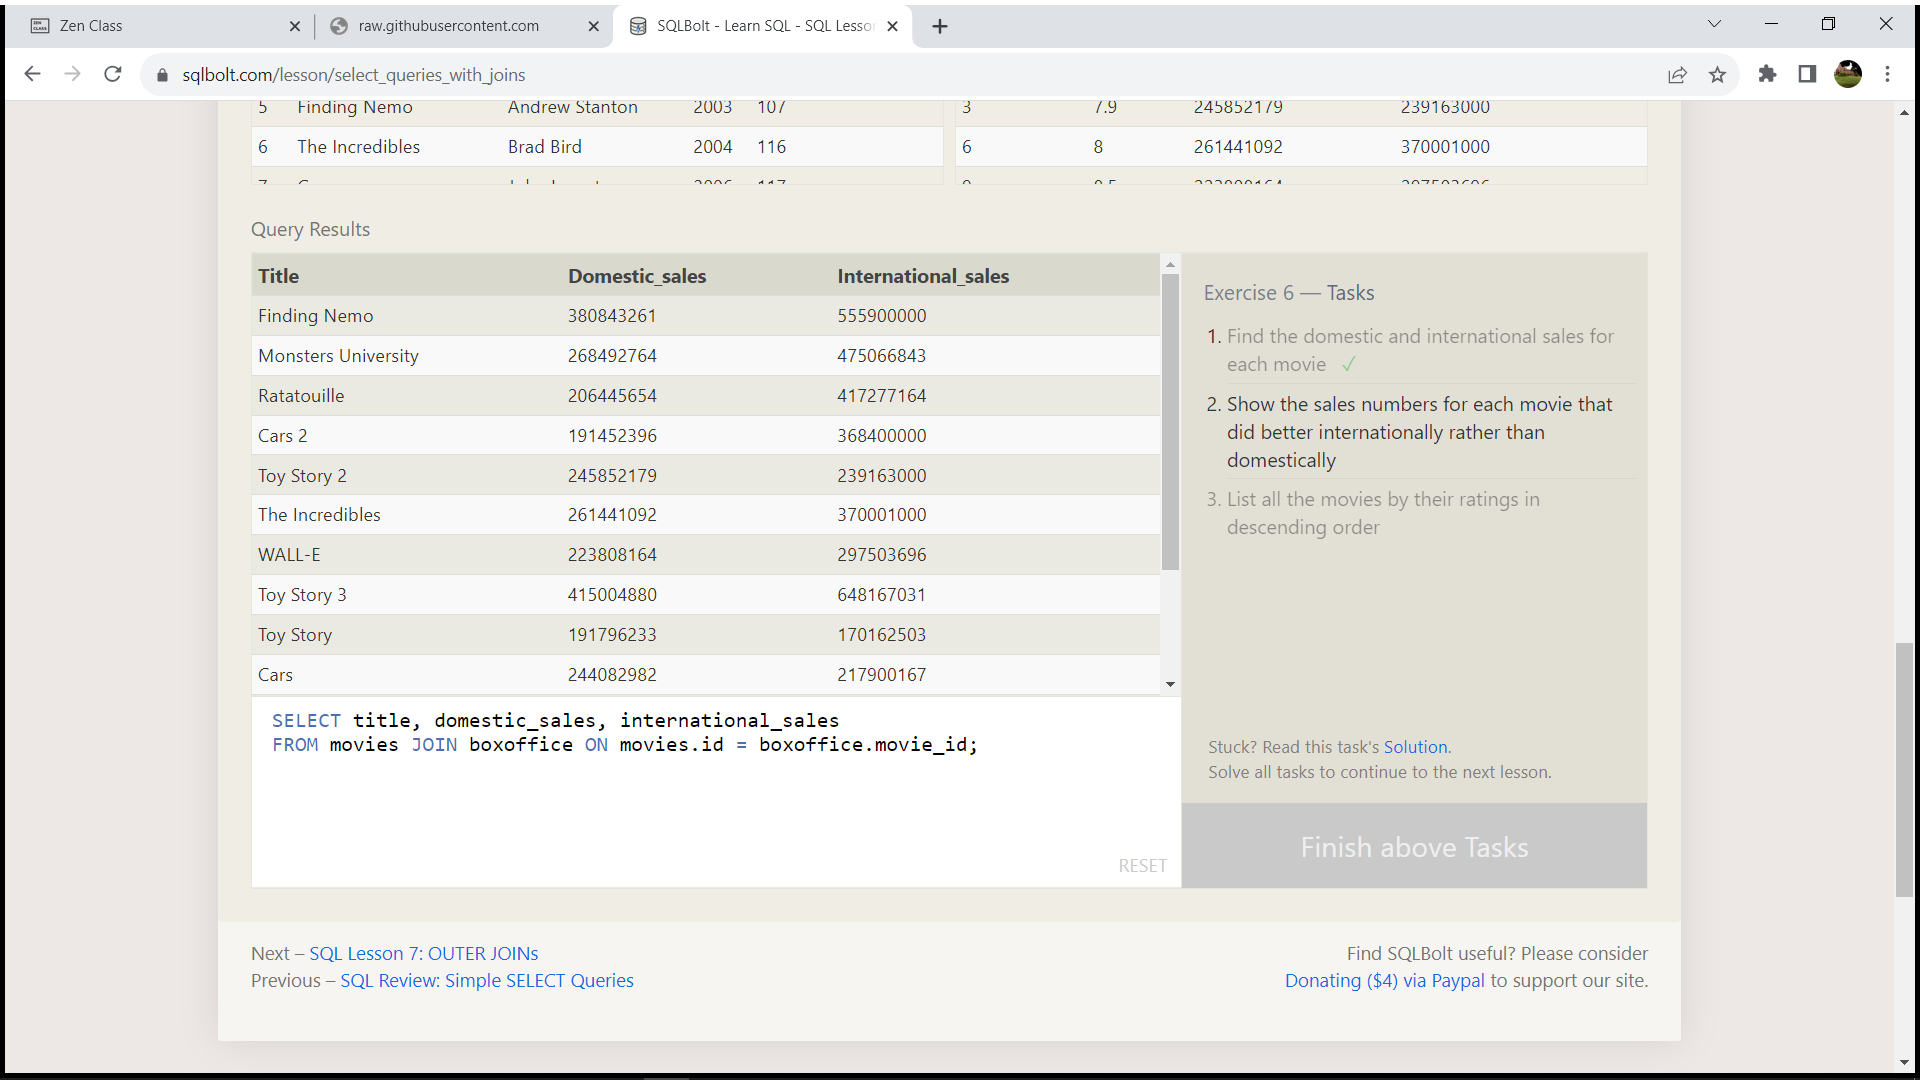 Zen Class
raw.githubusercontent.com
SQLBolt - Learn SQL - SQL Lesso
sqlbolt.com/lesson/select_queries_with_joins
5 Finding Nemo Andrew Stanton 2003 107 3 7.9 245852179 239163000
6 The Incredibles Brad Bird 2004 116 6 8 261441092 370001000
Query Results
Title Domestic_sales International_sales
Finding Nemo 380843261 555900000
Monsters University 268492764 475066843
Ratatouille 206445654 417277164
Cars 2 191452396 368400000
Toy Story 2 245852179 239163000
The Incredibles 261441092 370001000
WALL-E 223808164 297503696
Toy Story 3 415004880 648167031
Toy Story 191796233 170162503
Cars 244082982 217900167
SELECT title, domestic_sales, international_sales
FROM movies JOIN boxoffice ON movies.id = boxoffice.movie_id;
RESET
Exercise 6 — Tasks
1. Find the domestic and international sales for
each movie ✓
2. Show the sales numbers for each movie that
did better internationally rather than
domestically
3. List all the movies by their ratings in
descending order
Stuck? Read this task's Solution.
Solve all tasks to continue to the next lesson.
Finish above Tasks
Next – SQL Lesson 7: OUTER JOINs
Previous – SQL Review: Simple SELECT Queries
Find SQLBolt useful? Please consider
Donating ($4) via Paypal to support our site.